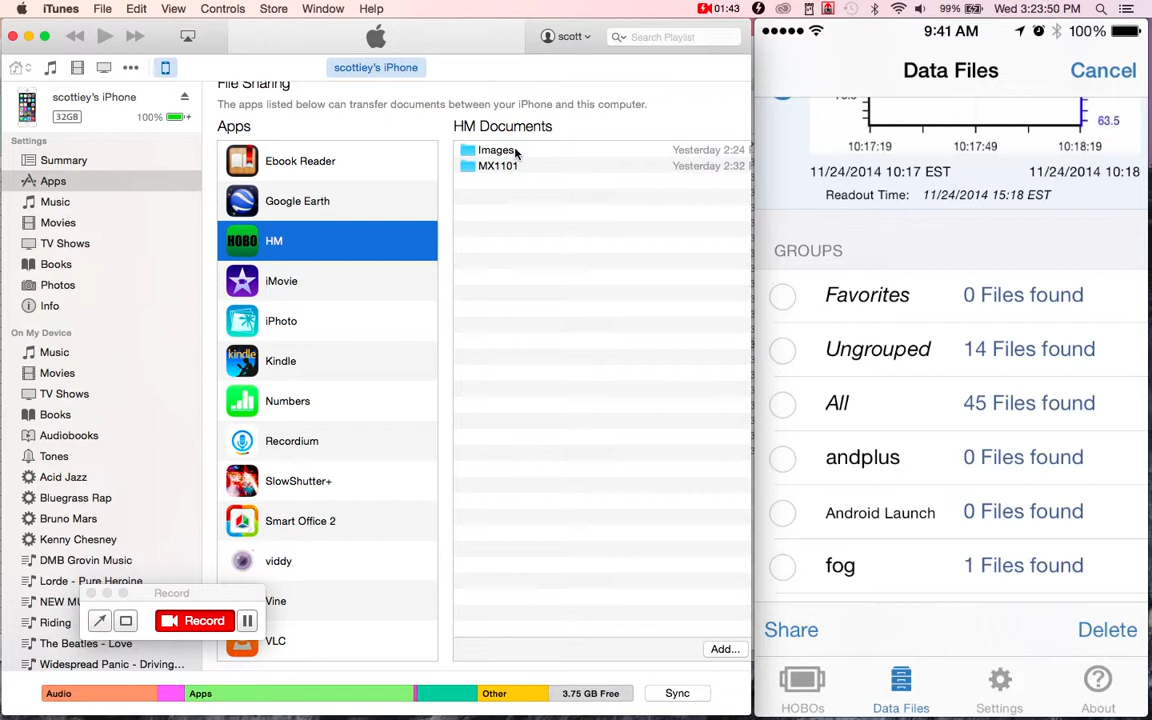 iTunes File Edit View Controls Store Window Help 01:43 99% Wed 3:23:50 PM
scott Search Playlist
scottiey's iPhone
scottiey's iPhone
32GB 100%
Settings
Summary
Apps
Music
Movies
TV Shows
Books
Photos
Info
On My Device
Music
Movies
TV Shows
Books
Audiobooks
Tones
Acid Jazz
Bluegrass Rap
Bruno Mars
Kenny Chesney
DMB Grovin Music
Lorde - Pure Heroine
NEW MU
Riding
The Beatles - Love
Widespread Panic - Driving...
Record
Record
File Sharing
The apps listed below can transfer documents between your iPhone and this computer.
Apps
Ebook Reader
Google Earth
HOBO HM
iMovie
iPhoto
kindle Kindle
Numbers
Recordium
SlowShutter+
Smart Office 2
viddy
Vine
VLC
HM Documents
Images Yesterday 2:24
MX1101 Yesterday 2:32
Add...
Audio Apps Other 3.75 GB Free Sync
9:41 AM 100%
Data Files Cancel
63.5
10:17:19 10:18:19
11/24/2014 10:17 EST 11/24/2014 10:18
Readout Time: 11/24/2014 15:18 EST
GROUPS
Favorites 0 Files found
Ungrouped 14 Files found
All 45 Files found
andplus 0 Files found
Android Launch 0 Files found
fog 1 Files found
Share Delete
HOBOs Data Files Settings About